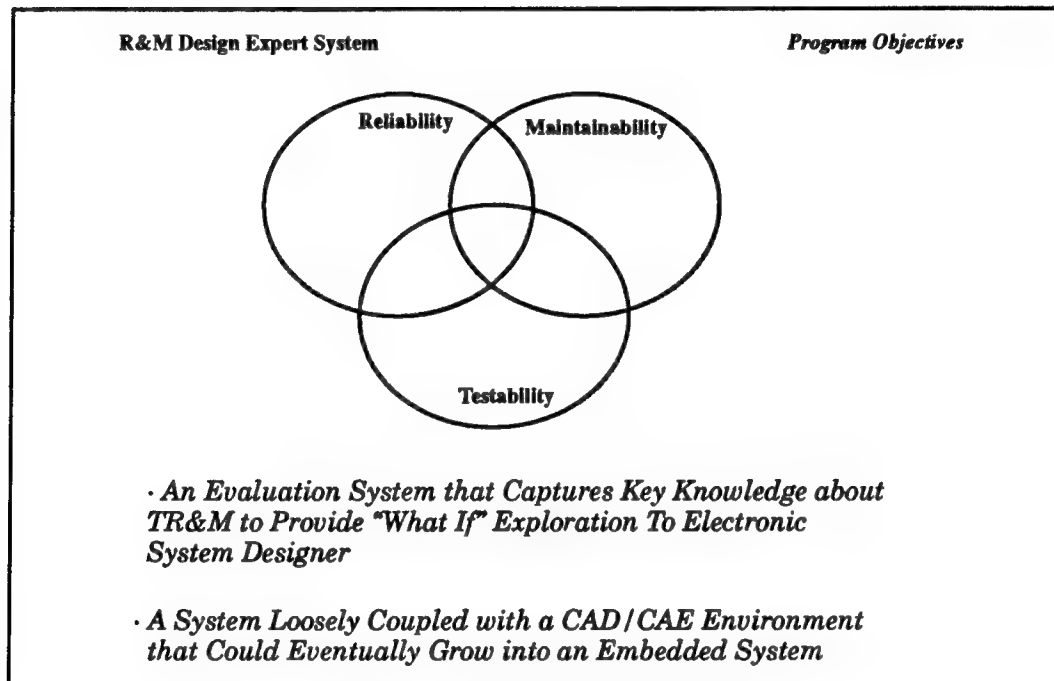 R&M Design Expert System
Program Objectives
Reliability
Maintainability
Testability
· An Evaluation System that Captures Key Knowledge about
TR&M to Provide "What If" Exploration To Electronic
System Designer
· A System Loosely Coupled with a CAD/CAE Environment
that Could Eventually Grow into an Embedded System